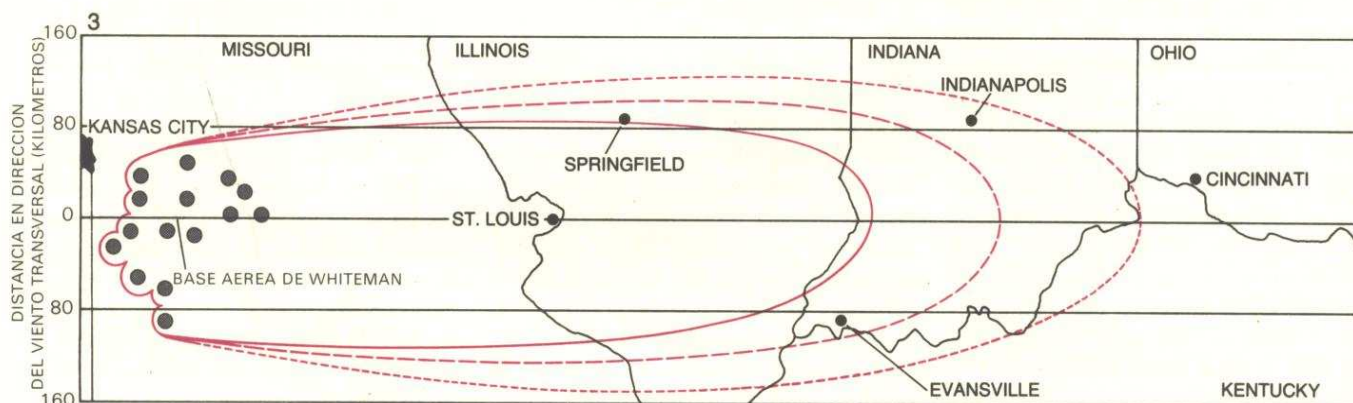 3
160
80
0
80
160
DISTANCIA EN DIRECCION
DEL VIENTO TRANSVERSAL (KILOMETROS)
MISSOURI
ILLINOIS
INDIANA
OHIO
INDIANAPOLIS
KANSAS CITY
SPRINGFIELD
CINCINNATI
ST. LOUIS
BASE AEREA DE WHITEMAN
EVANSVILLE
KENTUCKY